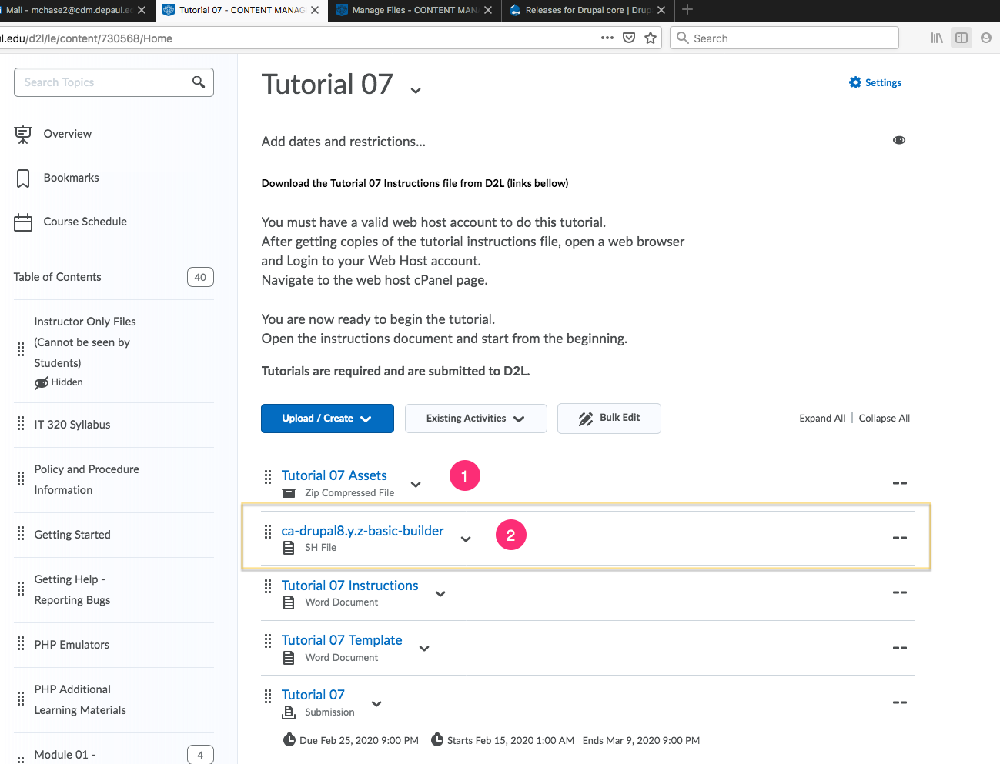 Mail - mchase2@cdm.depaul.e
Tutorial 07 - CONTENT MANAG
Manage Files - CONTENT MAN
Releases for Drupal core | Drup
l.edu/d2l/le/content/730568/Home
Search
Search Topics
Overview
Bookmarks
Course Schedule
Table of Contents
40
Instructor Only Files
(Cannot be seen by
Students)
Hidden
IT 320 Syllabus
Policy and Procedure
Information
Getting Started
Getting Help -
Reporting Bugs
PHP Emulators
PHP Additional
Learning Materials
Module 01 -
4
Tutorial 07
Settings
Add dates and restrictions...
Download the Tutorial 07 Instructions file from D2L (links bellow)
You must have a valid web host account to do this tutorial.
After getting copies of the tutorial instructions file, open a web browser
and Login to your Web Host account.
Navigate to the web host cPanel page.
You are now ready to begin the tutorial.
Open the instructions document and start from the beginning.
Tutorials are required and are submitted to D2L.
Upload / Create
Existing Activities
Bulk Edit
Expand All | Collapse All
Tutorial 07 Assets
1
Zip Compressed File
ca-drupal8.y.z-basic-builder
2
SH File
Tutorial 07 Instructions
Word Document
Tutorial 07 Template
Word Document
Tutorial 07
Submission
Due Feb 25, 2020 9:00 PM Starts Feb 15, 2020 1:00 AM Ends Mar 9, 2020 9:00 PM